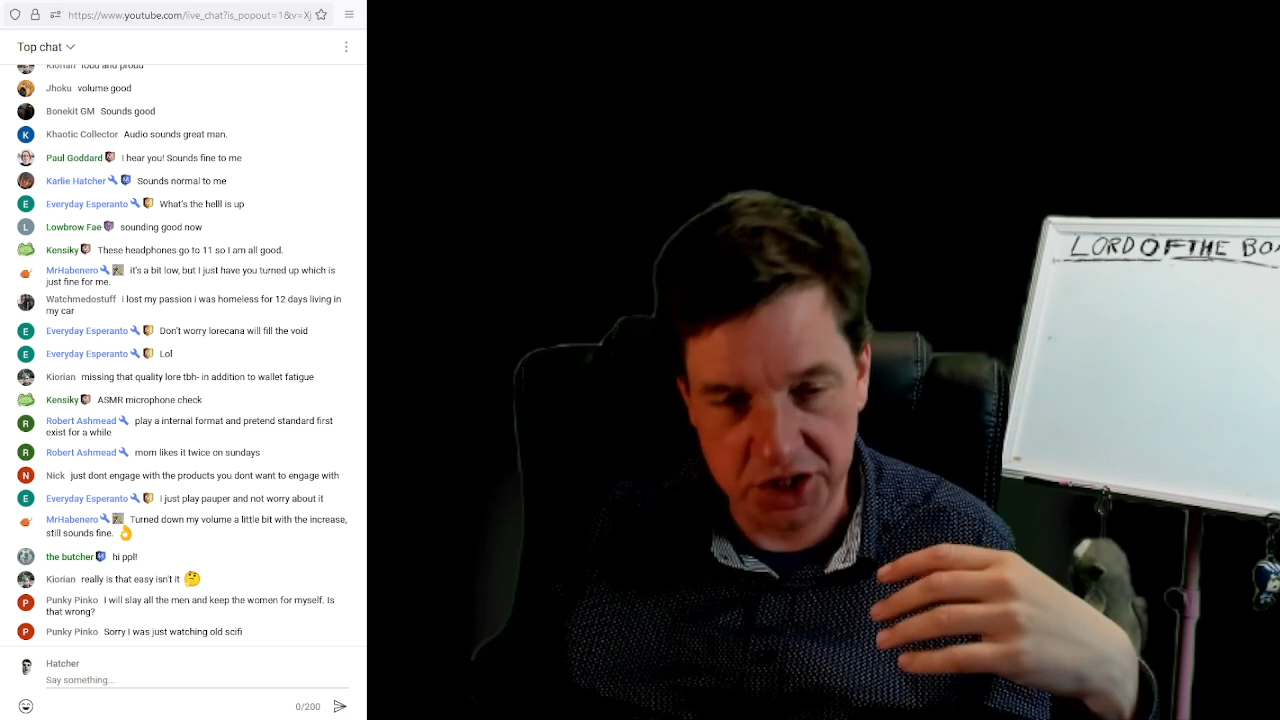 https://www.youtube.com/live_chat?is_popout=1&v=Xj
Top chat
Kiorian loud and proud
Jhoku volume good
Bonekit GM Sounds good
K Khaotic Collector Audio sounds great man.
Paul Goddard I hear you! Sounds fine to me
Karlie Hatcher Sounds normal to me
E Everyday Esperanto What's the helll is up
L Lowbrow Fae sounding good now
Kensiky These headphones go to 11 so I am all good.
MrHabenero it's a bit low, but I just have you turned up which is
just fine for me.
Watchmedostuff i lost my passion i was homeless for 12 days living in
my car
E Everyday Esperanto Don't worry lorecana will fill the void
E Everyday Esperanto Lol
Kiorian missing that quality lore tbh- in addition to wallet fatigue
Kensiky ASMR microphone check
R Robert Ashmead play a internal format and pretend standard first
exist for a while
R Robert Ashmead mom likes it twice on sundays
N Nick just dont engage with the products you dont want to engage with
E Everyday Esperanto I just play pauper and not worry about it
MrHabenero Turned down my volume a little bit with the increase,
still sounds fine. 👌
the butcher hi ppl!
Kiorian really is that easy isn't it 🤔
P Punky Pinko I will slay all the men and keep the women for myself. Is
that wrong?
P Punky Pinko Sorry I was just watching old scifi
Hatcher
Say something...
0/200
LORD OF THE BO